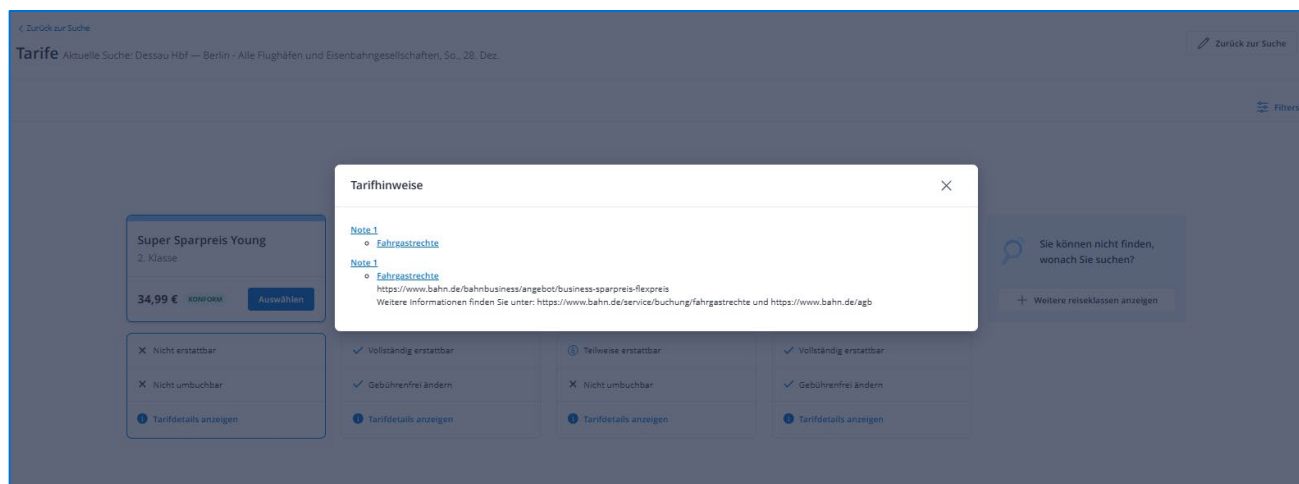 < Zurück zur Suche
Tarife Aktuelle Suche: Dessau Hbf — Berlin - Alle Flughäfen und Eisenbahngesellschaften, So., 28. Dez.
Zurück zur Suche
Filters
Tarifhinweise
Note 1
Fahrgastrechte
Note 1
Fahrgastrechte
https://www.bahn.de/bahnbusiness/angebot/business-sparpreis-flexpreis
Weitere Informationen finden Sie unter: https://www.bahn.de/service/buchung/fahrgastrechte und https://www.bahn.de/agb
Super Sparpreis Young
2. Klasse
34,99 € KONFORM Auswählen
Sie können nicht finden,
wonach Sie suchen?
Weitere reiseklassen anzeigen
Nicht erstattbar
Nicht umbuchbar
Tarifdetails anzeigen
Vollständig erstattbar
Gebührenfrei ändern
Tarifdetails anzeigen
Teilweise erstattbar
Nicht umbuchbar
Tarifdetails anzeigen
Vollständig erstattbar
Gebührenfrei ändern
Tarifdetails anzeigen